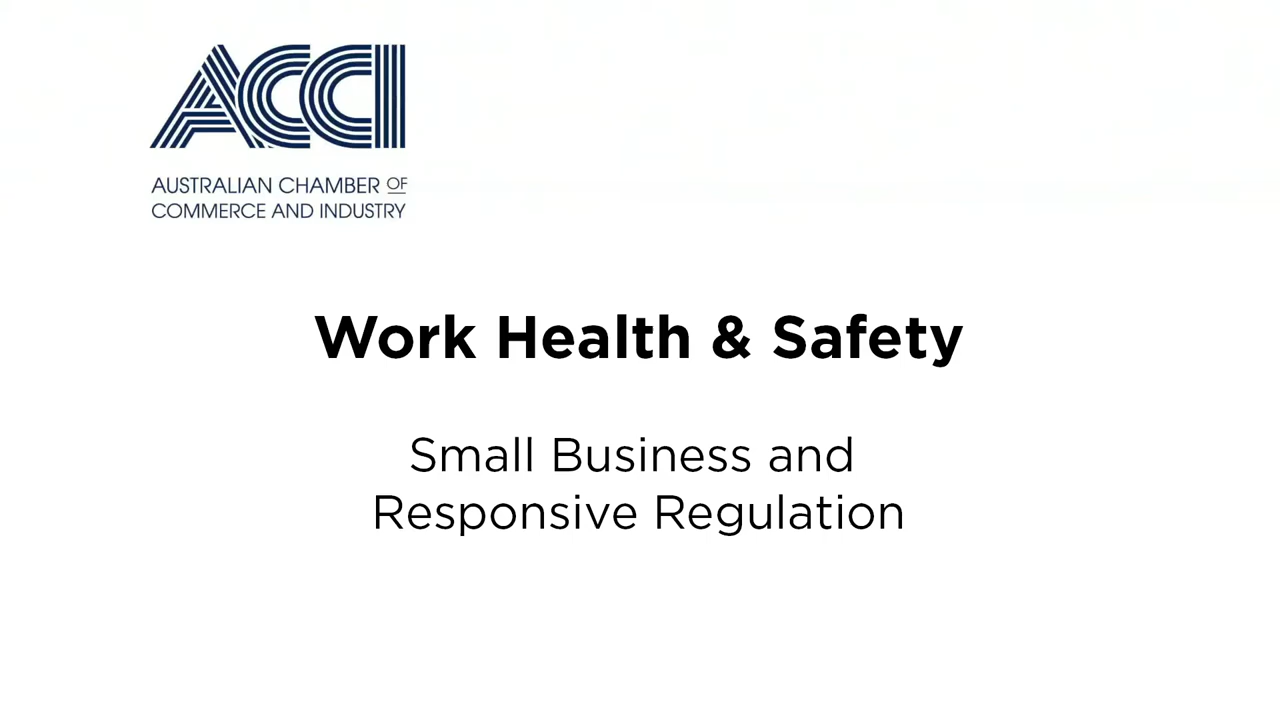 ACCI
AUSTRALIAN CHAMBER OF
COMMERCE AND INDUSTRY
Work Health & Safety
Small Business and
Responsive Regulation